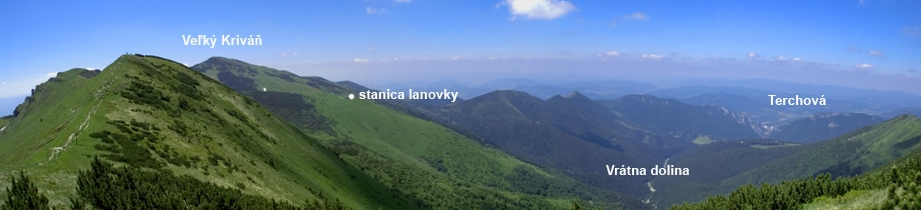 Veľký Kriváň
stanica lanovky
Terchová
Vrátna dolina